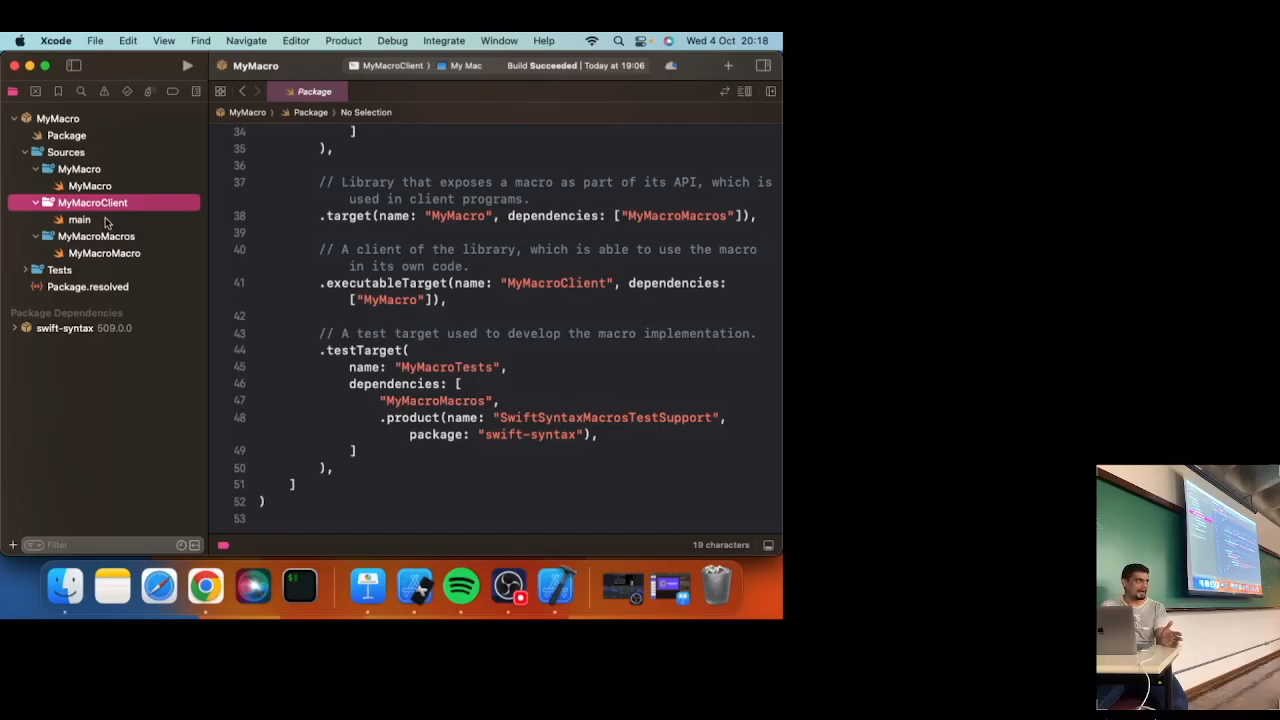 Xcode File Edit View Find Navigate Editor Product Debug Integrate Window Help Wed 4 Oct 20:18
MyMacro MyMacroClient My Mac Build Succeeded | Today at 19:06
Package
MyMacro Package No Selection
MyMacro
Package
Sources
MyMacro
MyMacro
MyMacroClient
main
MyMacroMacros
MyMacroMacro
Tests
Package.resolved
Package Dependencies
swift-syntax 509.0.0
34 ]
35 ),
36
37 // Library that exposes a macro as part of its API, which is
used in client programs.
38 .target(name: "MyMacro", dependencies: ["MyMacroMacros"]),
39
40 // A client of the library, which is able to use the macro
in its own code.
41 .executableTarget(name: "MyMacroClient", dependencies:
["MyMacro"]),
42
43 // A test target used to develop the macro implementation.
44 .testTarget(
45 name: "MyMacroTests",
46 dependencies: [
47 "MyMacroMacros",
48 .product(name: "SwiftSyntaxMacrosTestSupport",
package: "swift-syntax"),
49 ]
50 ),
51 ]
52 )
53
Filter
19 characters